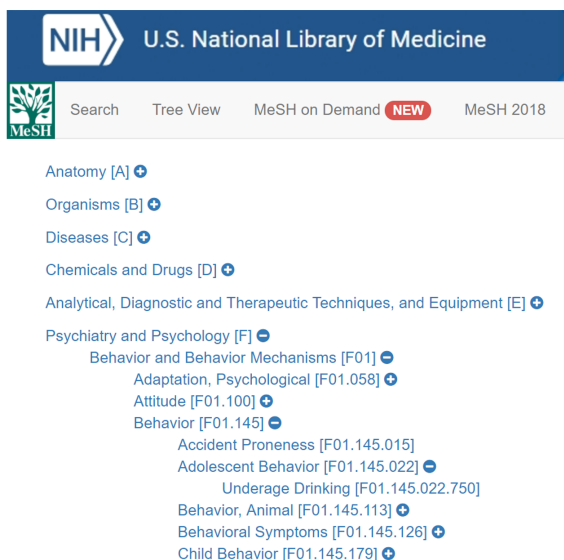 NIH U.S. National Library of Medicine
MeSH Search Tree View MeSH on Demand NEW MeSH 2018
Anatomy [A]
Organisms [B]
Diseases [C]
Chemicals and Drugs [D]
Analytical, Diagnostic and Therapeutic Techniques, and Equipment [E]
Psychiatry and Psychology [F]
Behavior and Behavior Mechanisms [F01]
Adaptation, Psychological [F01.058]
Attitude [F01.100]
Behavior [F01.145]
Accident Proneness [F01.145.015]
Adolescent Behavior [F01.145.022]
Underage Drinking [F01.145.022.750]
Behavior, Animal [F01.145.113]
Behavioral Symptoms [F01.145.126]
Child Behavior [F01.145.179]